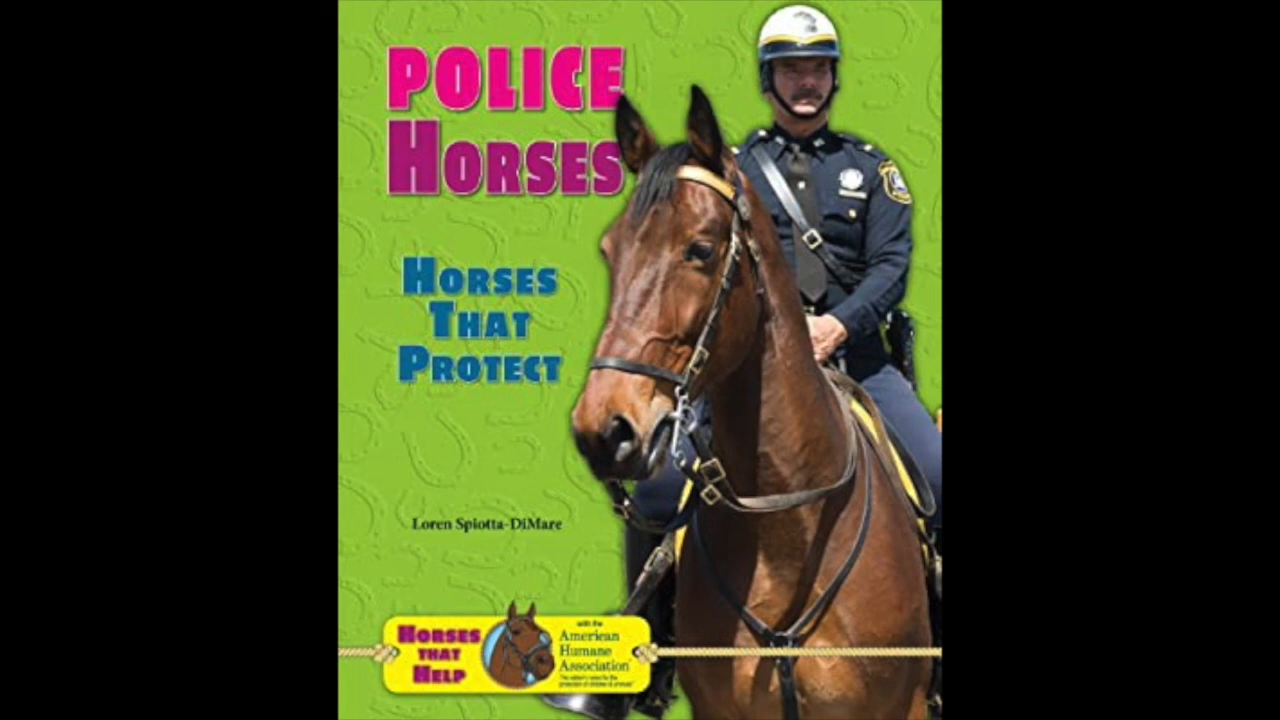 POLICE
HORSES
HORSES
THAT
PROTECT
Loren Spiotta-DiMare
HORSES
THAT
HELP
with the
American
Humane
Association